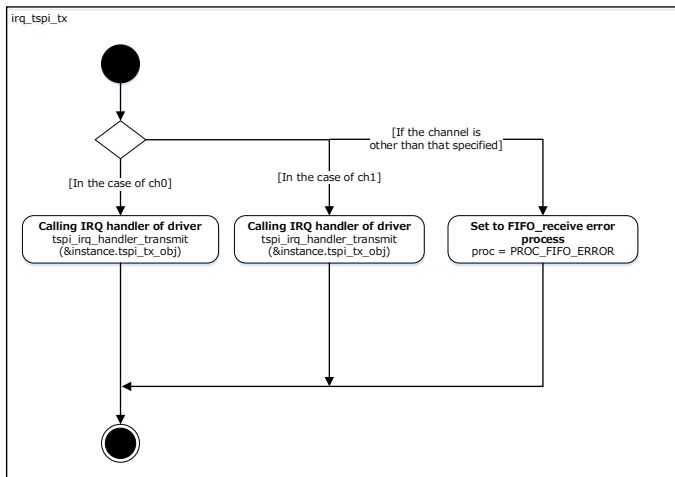 irq_tspi_tx
[If the channel is
other than that specified]
[In the case of ch0]
[In the case of ch1]
Calling IRQ handler of driver
tspi_irq_handler_transmit
(&instance.tspi_tx_obj)
Calling IRQ handler of driver
tspi_irq_handler_transmit
(&instance.tspi_tx_obj)
Set to FIFO_receive error
process
proc = PROC_FIFO_ERROR